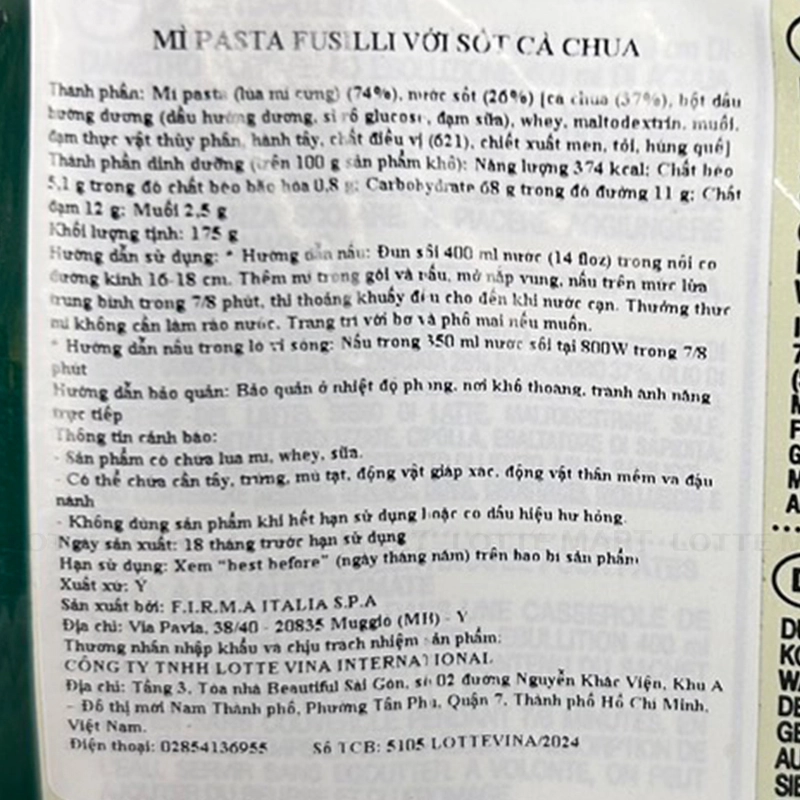 MÌ PASTA FUSILLI VỚI SỐT CÀ CHUA
Thành phần: Mì pasta (lúa mì cứng) (74%), nước sốt (26%) [cà chua (37%), bột dầu
hướng dương (dầu hướng dương, si rô glucose, đạm sữa), whey, maltodextrin, muối,
đạm thực vật thủy phân, hành tây, chất điều vị (621), chiết xuất men, tỏi, húng quế]
Thành phần dinh dưỡng (trên 100 g sản phẩm khô): Năng lượng 374 kcal; Chất béo
5,1 g trong đó chất béo bão hòa 0,8 g; Carbohydrate 68 g trong đó đường 11 g; Chất
đạm 12 g; Muối 2,5 g
Khối lượng tịnh: 175 g
Hướng dẫn sử dụng: * Hướng dẫn nấu: Đun sôi 400 ml nước (14 floz) trong nồi có
đường kính 16-18 cm. Thêm mì trong gói và nấu, mở nắp vung, nấu trên mức lửa
trung bình trong 7/8 phút, thi thoảng khuấy đều cho đến khi nước cạn. Thưởng thức
mì không cần làm ráo nước. Trang trí với bơ và phô mai nếu muốn.
* Hướng dẫn nấu trong lò vi sóng: Nấu trong 350 ml nước sôi tại 800W trong 7/8
phút
Hướng dẫn bảo quản: Bảo quản ở nhiệt độ phòng, nơi khô thoáng, tránh ánh nắng
trực tiếp
Thông tin cảnh báo:
- Sản phẩm có chứa lúa mì, whey, sữa.
- Có thể chứa cần tây, trứng, mù tạt, động vật giáp xác, động vật thân mềm và đậu
nành
- Không dùng sản phẩm khi hết hạn sử dụng hoặc có dấu hiệu hư hỏng.
Ngày sản xuất: 18 tháng trước hạn sử dụng
Hạn sử dụng: Xem "best before" (ngày tháng năm) trên bao bì sản phẩm
Xuất xứ: Ý
Sản xuất bởi: F.I.R.M.A ITALIA S.P.A
Địa chỉ: Via Pavia, 38/40 - 20835 Muggiò (MB) - Ý
Thương nhân nhập khẩu và chịu trách nhiệm sản phẩm:
CÔNG TY TNHH LOTTE VINA INTERNATIONAL
Địa chỉ: Tầng 3, Tòa nhà Beautiful Sài Gòn, số 02 đường Nguyễn Khắc Viện, Khu A
- Đô thị mới Nam Thành phố, Phường Tân Phú, Quận 7, Thành phố Hồ Chí Minh,
Việt Nam.
Điện thoại: 02854136955 Số TCB: 5105 LOTTEVINA/2024